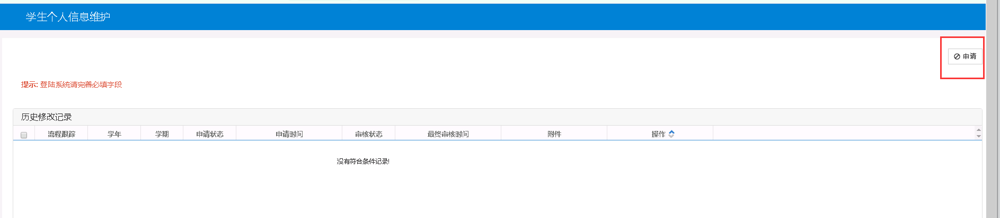 学生个人信息维护
申请
提示: 登陆系统请完善必填字段
历史修改记录
流程跟踪 学年 学期 申请状态 申请时间 审核状态 最终审核时间 附件 操作
没有符合条件记录!